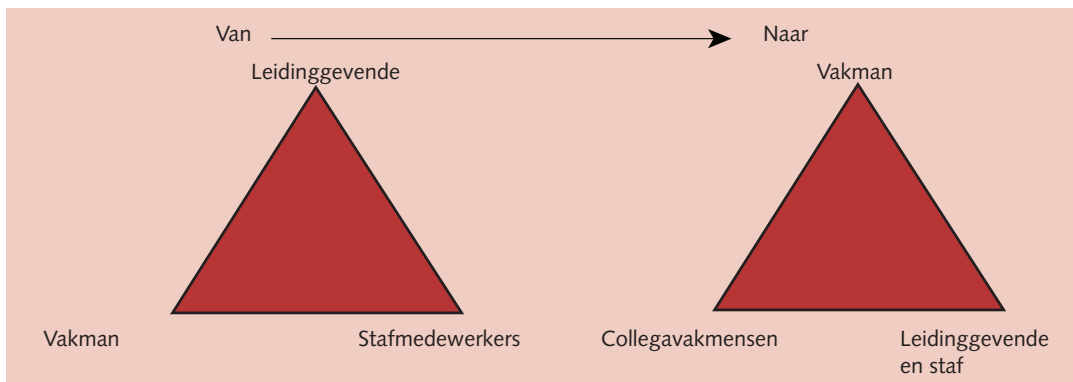 Van
Naar
Leidinggevende
Vakman
Vakman
Stafmedewerkers
Collegavakmensen
Leidinggevende
en staf